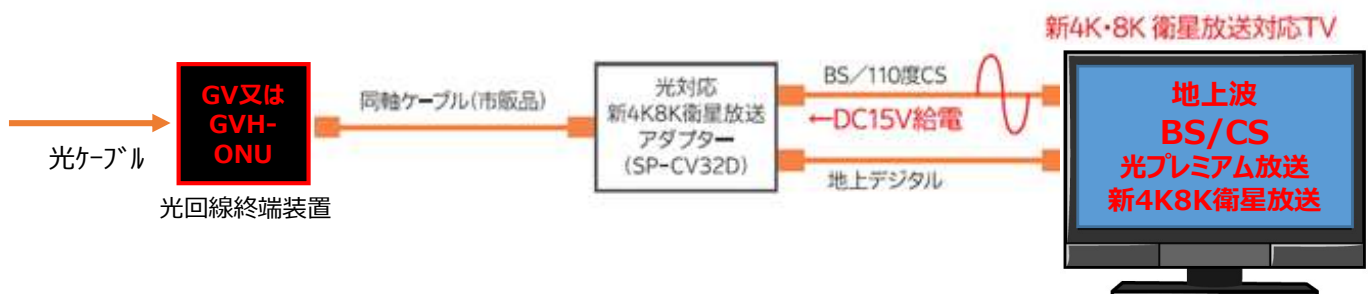 新4K・8K 衛星放送対応TV
光ｹｰﾌﾞﾙ
GV又は
GVH-
ONU
光回線終端装置
同軸ケーブル(市販品)
光対応
新4K8K衛星放送
アダプター
(SP-CV32D)
BS／110度CS
←DC15V給電
地上デジタル
地上波
BS/CS
光プレミアム放送
新4K8K衛星放送